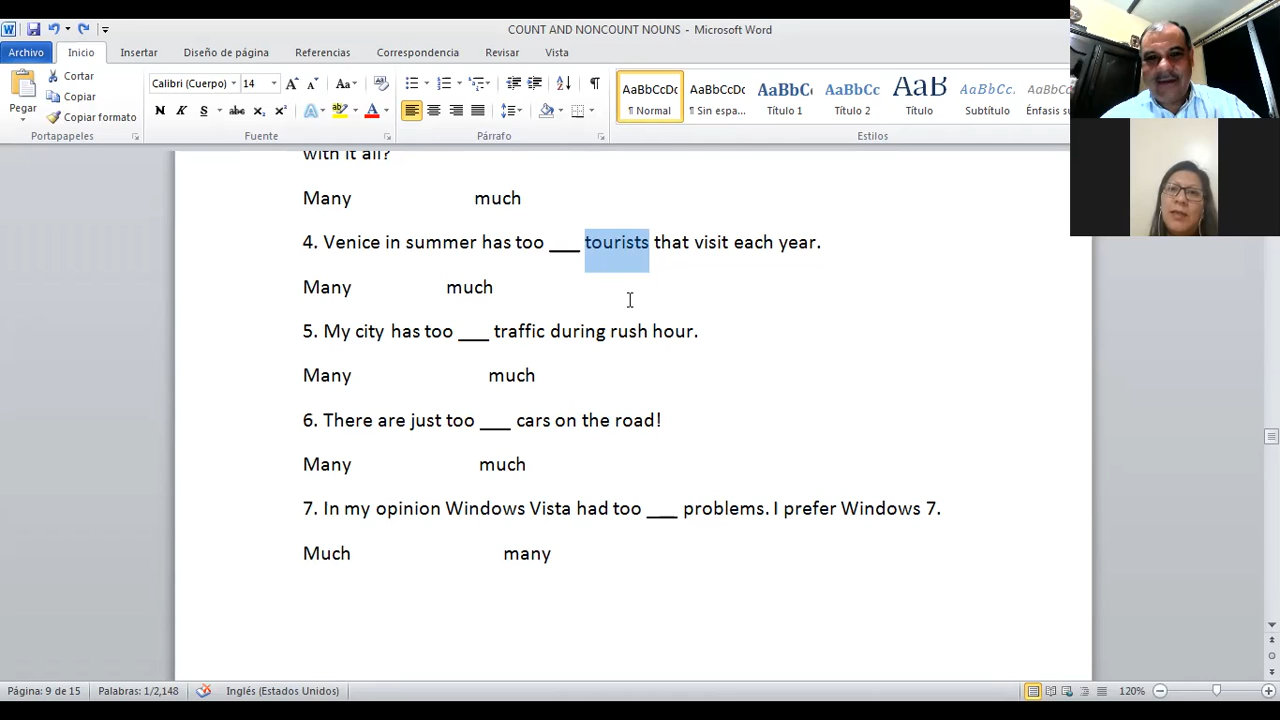 COUNT AND NONCOUNT NOUNS - Microsoft Word
Archivo Inicio Insertar Diseño de página Referencias Correspondencia Revisar Vista
Pegar
Cortar
Copiar
Copiar formato
Portapapeles
Calibri (Cuerpo) 14
N K S abc
Fuente
Párrafo
AaBbCcDc AaBbCcDc AaBbC AaBbCc AaB AaBbCc. AaBbCc
¶ Normal ¶ Sin espa... Título 1 Título 2 Título Subtítulo Énfasis su
Estilos
with it all?
Many much
4. Venice in summer has too ___ tourists that visit each year.
Many much
5. My city has too ___ traffic during rush hour.
Many much
6. There are just too ___ cars on the road!
Many much
7. In my opinion Windows Vista had too ___ problems. I prefer Windows 7.
Much many
Página: 9 de 15 Palabras: 1/2,148 Inglés (Estados Unidos) 120%